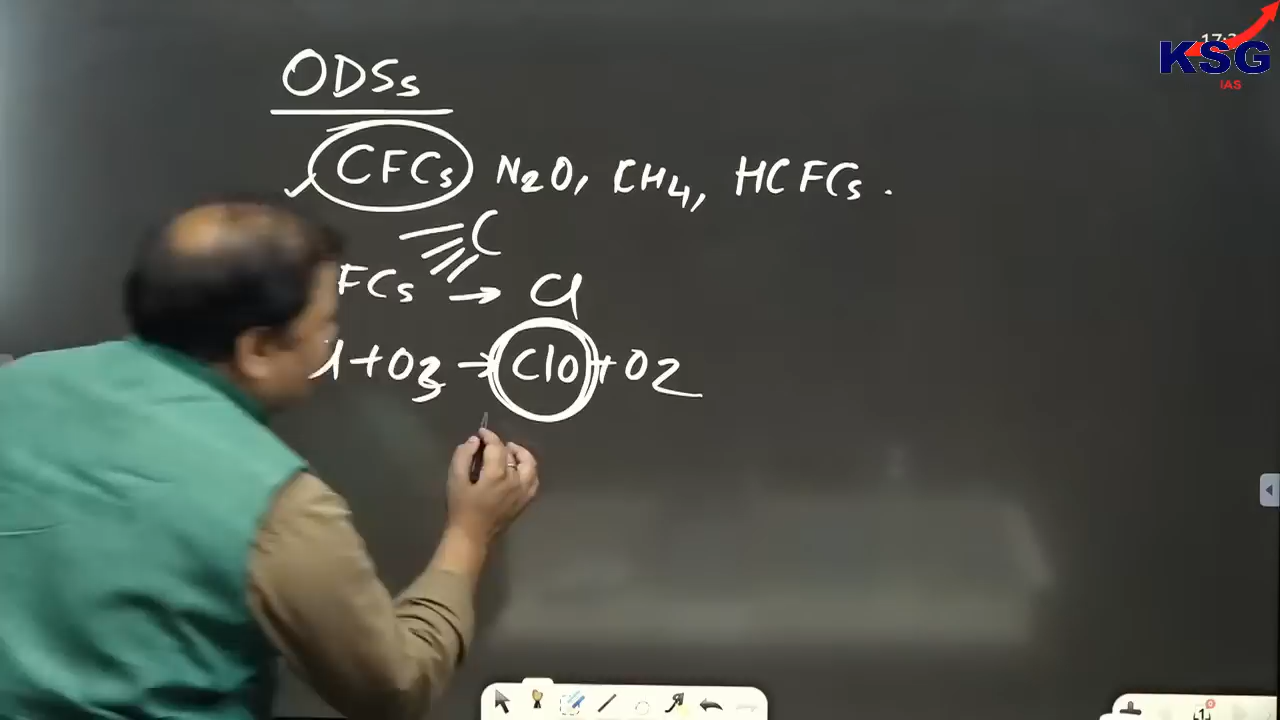 KSG
IAS
ODSs
CFCs N2O, CH4, HCFCs.
C
FCs → Cl
+ O3 → ClO + O2